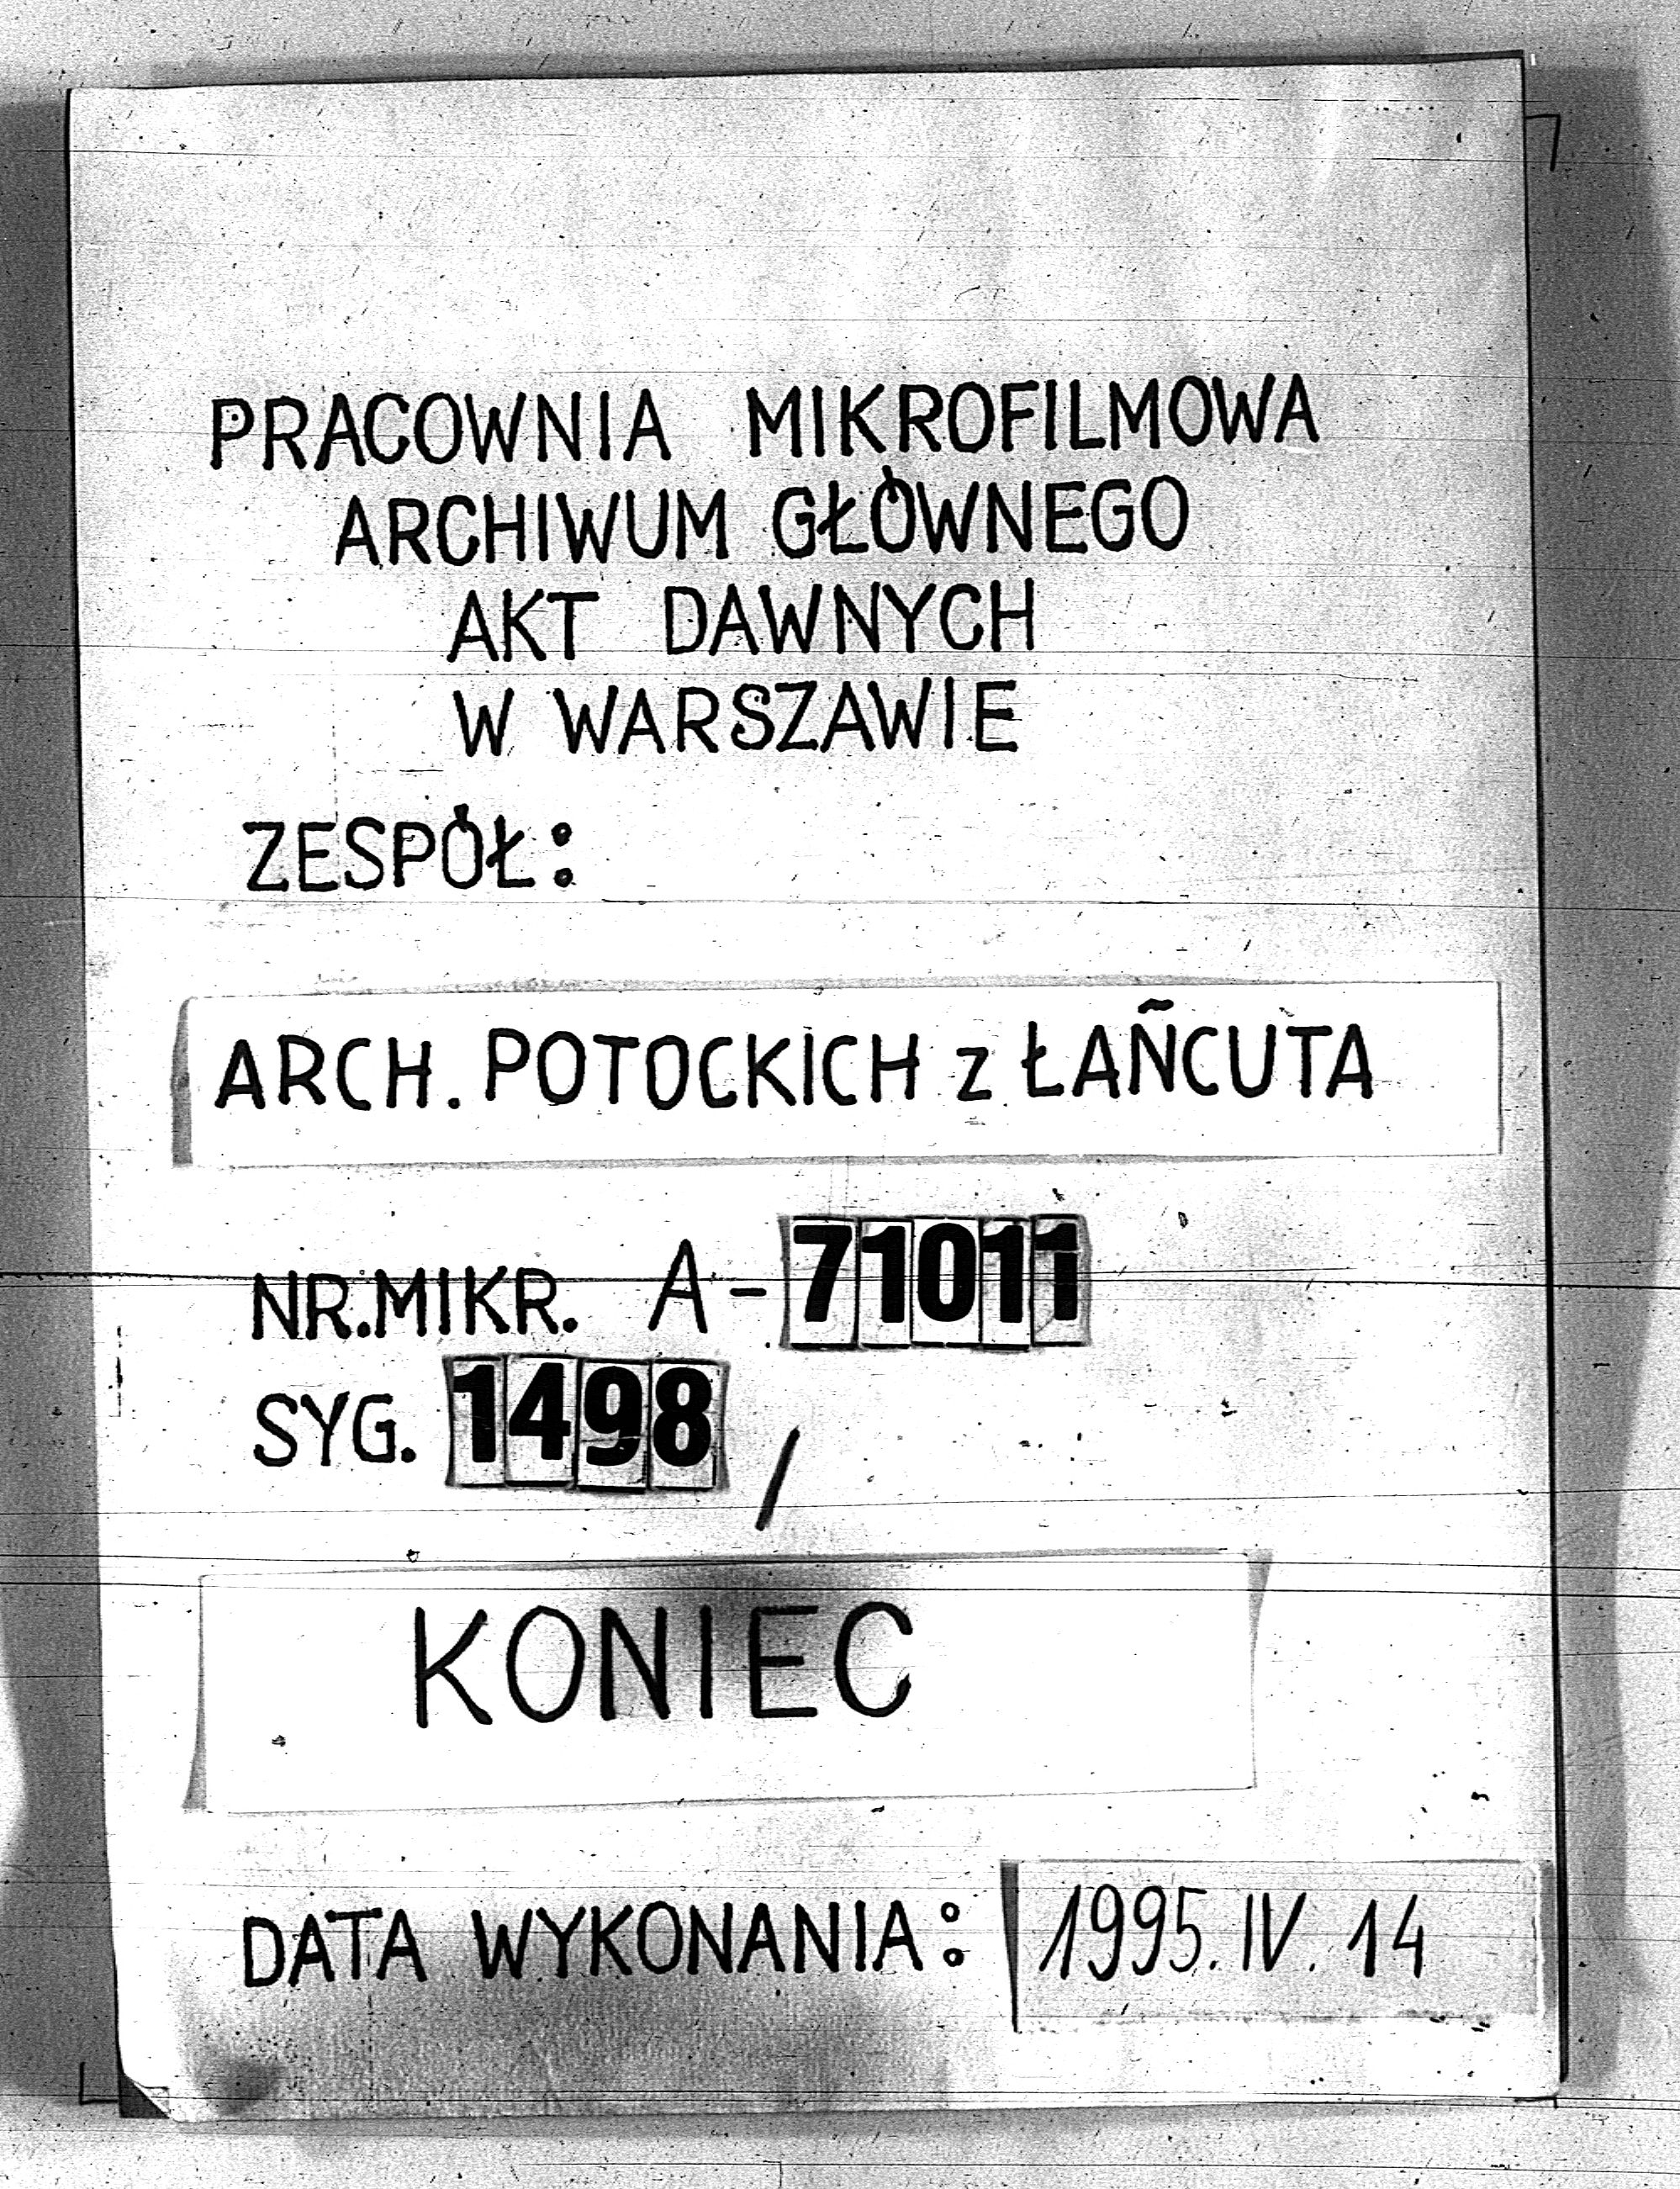 PRACOWNIA MIKROFILMOWA
ARCHIWUM GŁÓWNEGO
AKT DAWNYCH
W WARSZAWIE
ZESPÓŁ:
ARCH. POTOCKICH z ŁAŃCUTA
NR.MIKR. A-71011
SYG. 1498 /
KONIEC
DATA WYKONANIA: 1995.IV.14